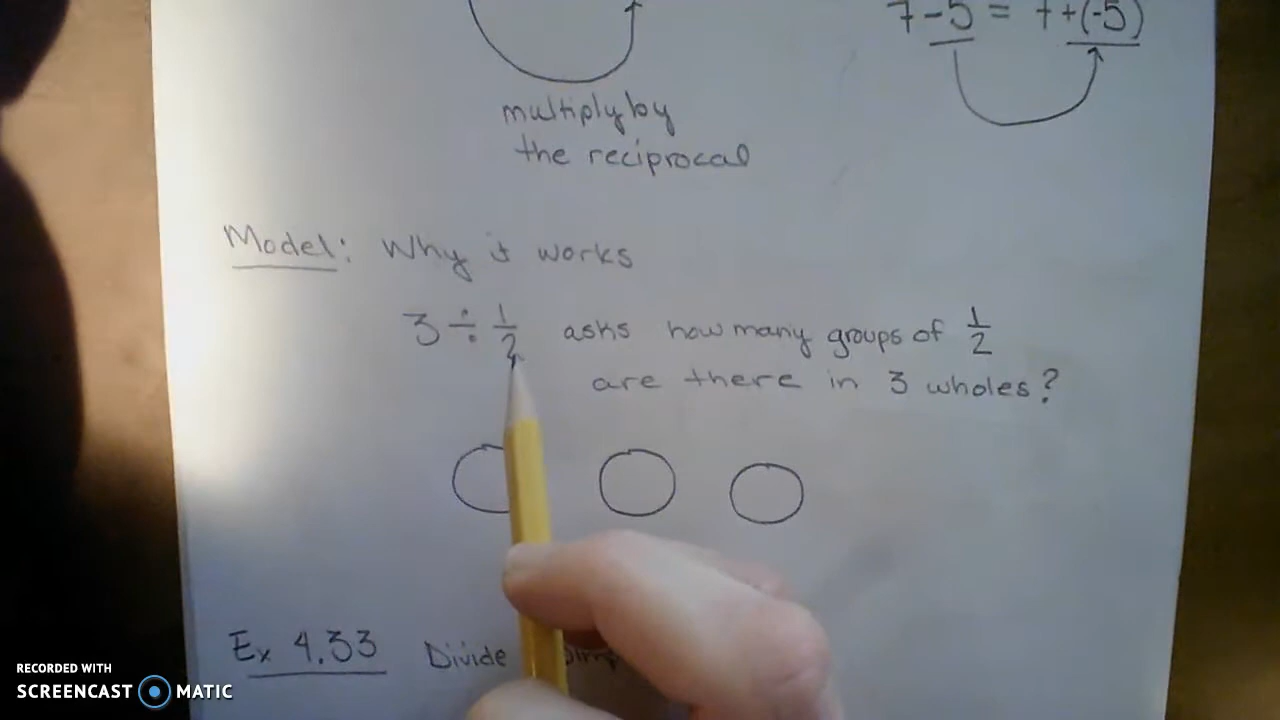 7 - 5 = 7 + (-5)
multiply by
the reciprocal
Model: Why it works
3 ÷ 1/2 asks how many groups of 1/2
are there in 3 wholes?
Ex 4.33 Divide
RECORDED WITH
SCREENCAST MATIC